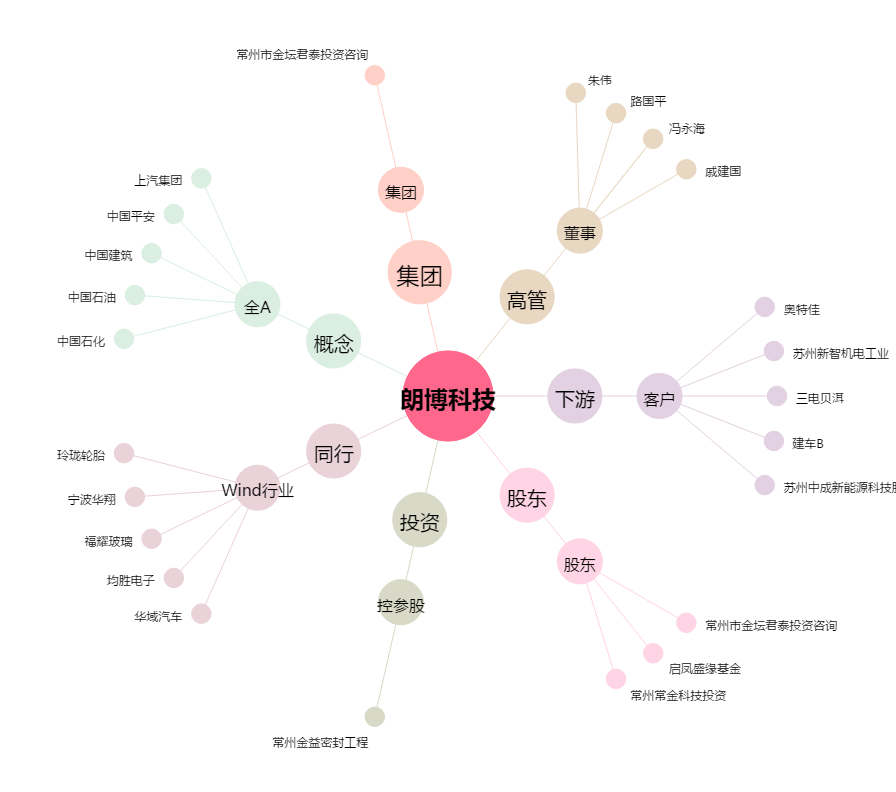 常州市金坛君泰投资咨询
朱伟
路国平
冯永海
戚建国
上汽集团
中国平安
中国建筑
中国石油
中国石化
集团
集团
董事
高管
全A
概念
奥特佳
苏州新智机电工业
三电贝洱
建车B
苏州中成新能源科技
朗博科技
下游
客户
同行
Wind行业
玲珑轮胎
宁波华翔
福耀玻璃
均胜电子
华域汽车
投资
控参股
常州金益密封工程
股东
股东
常州市金坛君泰投资咨询
启凤盛缘基金
常州常金科技投资